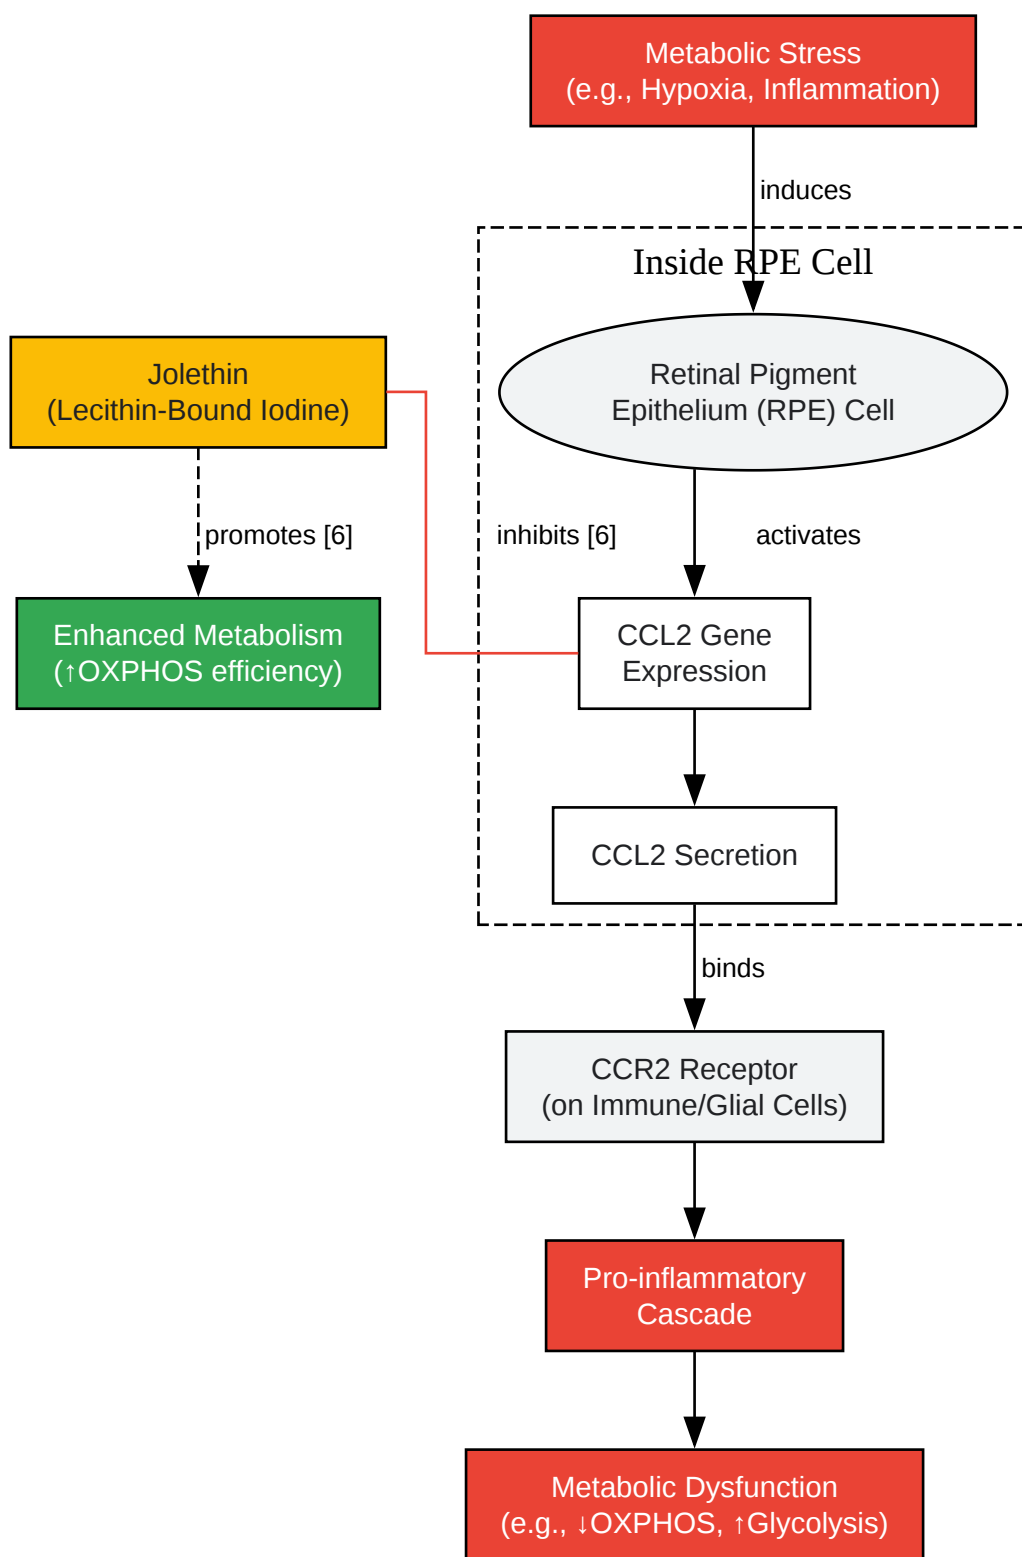 Metabolic Stress
(e.g., Hypoxia, Inflammation)
induces
Inside RPE Cell
Jolethin
(Lecithin-Bound Iodine)
Retinal Pigment
Epithelium (RPE) Cell
promotes [6]
inhibits [6]
activates
Enhanced Metabolism
(↑OXPHOS efficiency)
CCL2 Gene
Expression
CCL2 Secretion
binds
CCR2 Receptor
(on Immune/Glial Cells)
Pro-inflammatory
Cascade
Metabolic Dysfunction
(e.g., ↓OXPHOS, ↑Glycolysis)